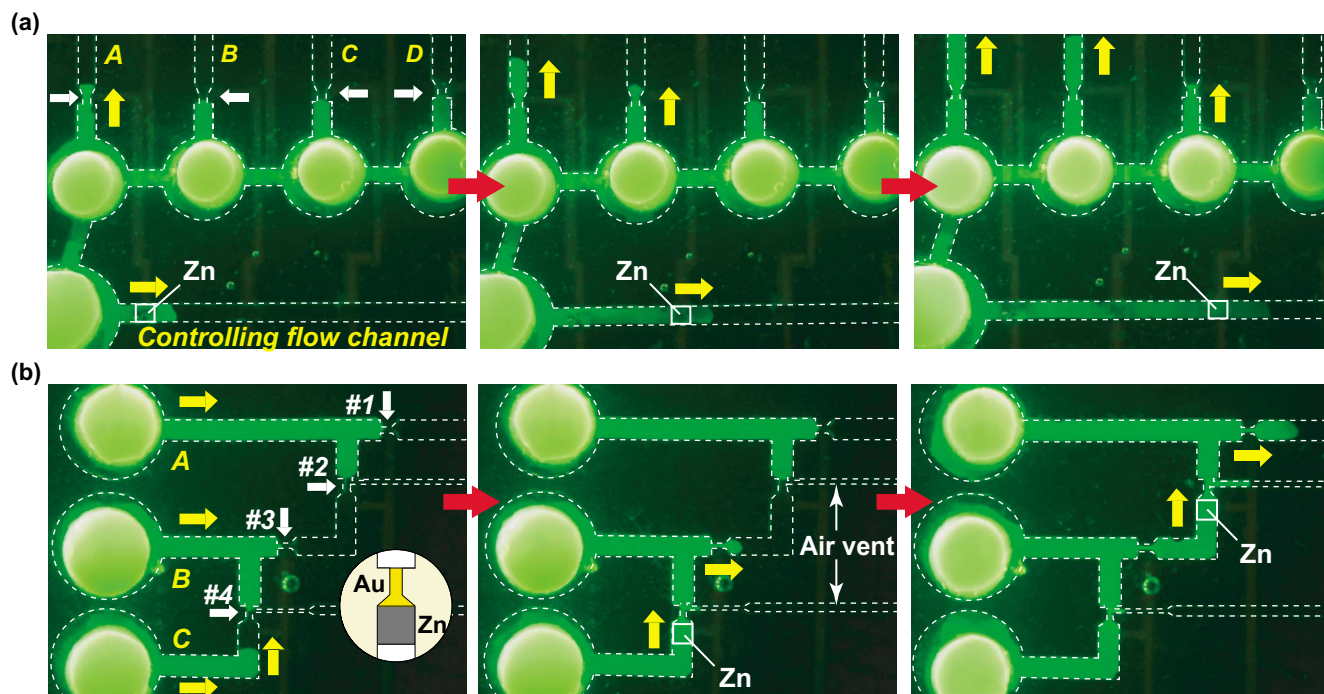 (a)
A
B
C
D
Zn
Controlling flow channel
Zn
Zn
(b)
#1
A
#2
#3
B
Au
Zn
#4
C
Zn
Air vent
Zn